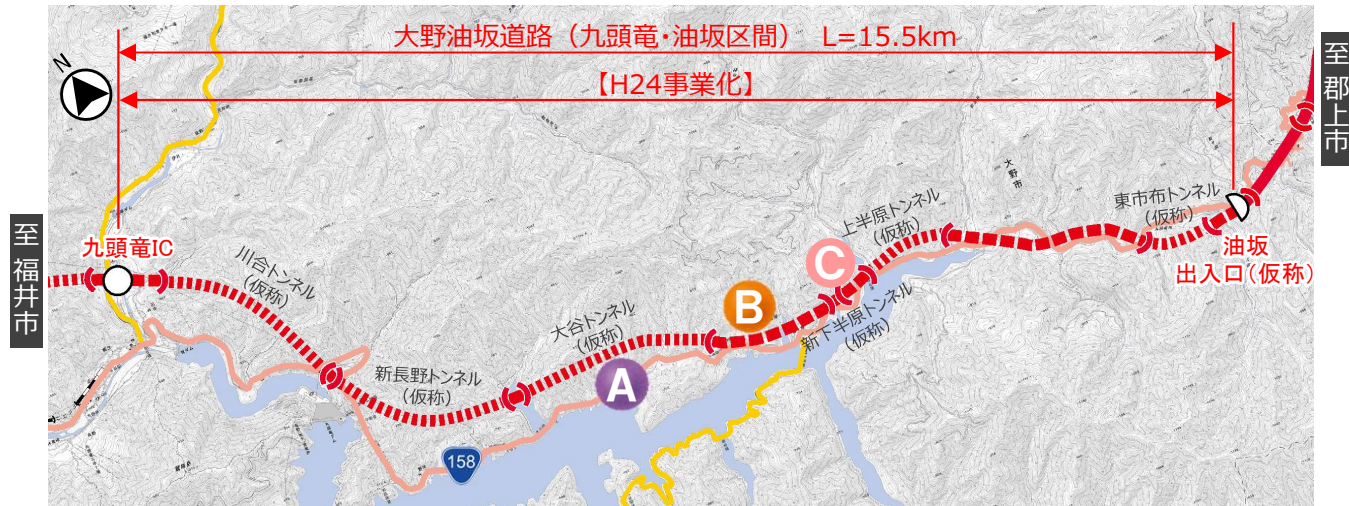 大野油坂道路（九頭竜・油坂区間） L=15.5km
【H24事業化】
N
至 郡上市
至 福井市
九頭竜IC
川合トンネル
（仮称）
新長野トンネル
（仮称）
大谷トンネル
（仮称）
A
B
C
上半原トンネル
（仮称）
新下半原トンネル
（仮称）
大野市
東市布トンネル
（仮称）
油坂
出入口（仮称）
158